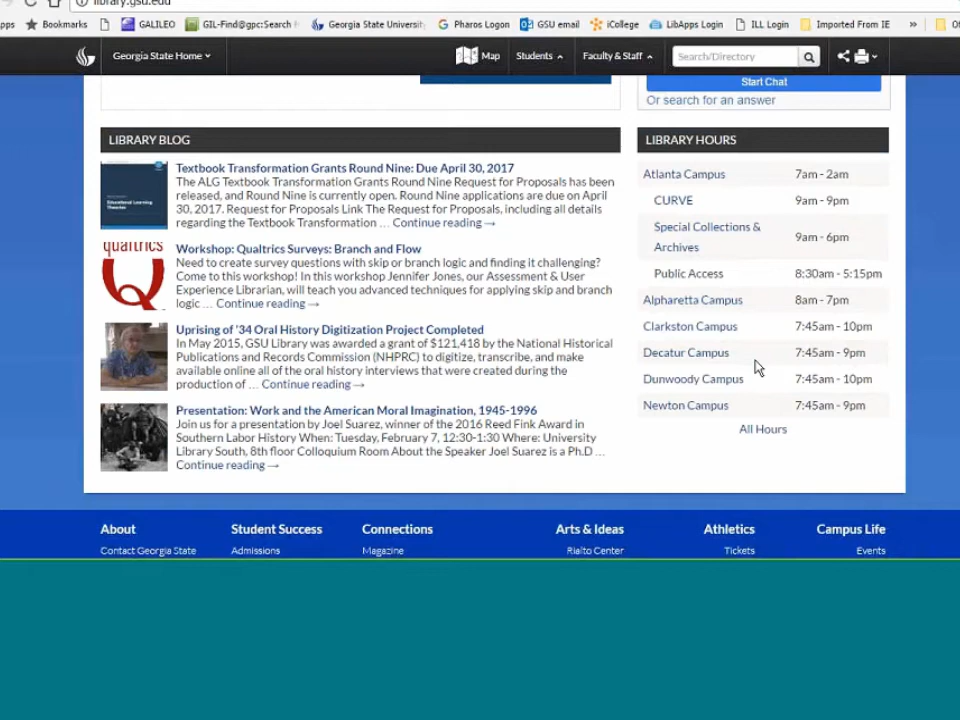 library.gsu.edu
Bookmarks GALILEO GIL-Find@gpc:Search Georgia State Universit Pharos Logon GSU email iCollege LibApps Login ILL Login Imported From IE »
Georgia State Home Map Students Faculty & Staff Search/Directory
Start Chat
Or search for an answer
LIBRARY BLOG
Textbook Transformation Grants Round Nine: Due April 30, 2017
The ALG Textbook Transformation Grants Round Nine Request for Proposals has been
released, and Round Nine applications are due on April
30, 2017. Request for Proposals Link The Request for Proposals, including all details
regarding the Textbook Transformation ... Continue reading →
qualtrics
Workshop: Qualtrics Surveys: Branch and Flow
Need to create survey questions with skip or branch logic and finding it challenging?
Come to this workshop! In this workshop Jennifer Jones, our Assessment & User
Experience Librarian, will teach you advanced techniques for applying skip and branch
logic ... Continue reading →
Uprising of '34 Oral History Digitization Project Completed
In May 2015, GSU Library was awarded a grant of $121,418 by the National Historical
Publications and Records Commission (NHPRC) to digitize, transcribe, and make
available online all of the oral history interviews that were created during the
production of ... Continue reading →
Presentation: Work and the American Moral Imagination, 1945-1996
Join us for a presentation by Joel Suarez, winner of the 2016 Reed Fink Award in
Southern Labor History When: Tuesday, February 7, 12:30-1:30 Where: University
Library South, 8th floor Colloquium Room About the Speaker Joel Suarez is a Ph.D ...
Continue reading →
LIBRARY HOURS
Atlanta Campus 7am - 2am
CURVE 9am - 9pm
Special Collections &
Archives 9am - 6pm
Public Access 8:30am - 5:15pm
Alpharetta Campus 8am - 7pm
Clarkston Campus 7:45am - 10pm
Decatur Campus 7:45am - 9pm
Dunwoody Campus 7:45am - 10pm
Newton Campus 7:45am - 9pm
All Hours
About Student Success Connections Arts & Ideas Athletics Campus Life
Contact Georgia State Admissions Magazine Rialto Center Tickets Events